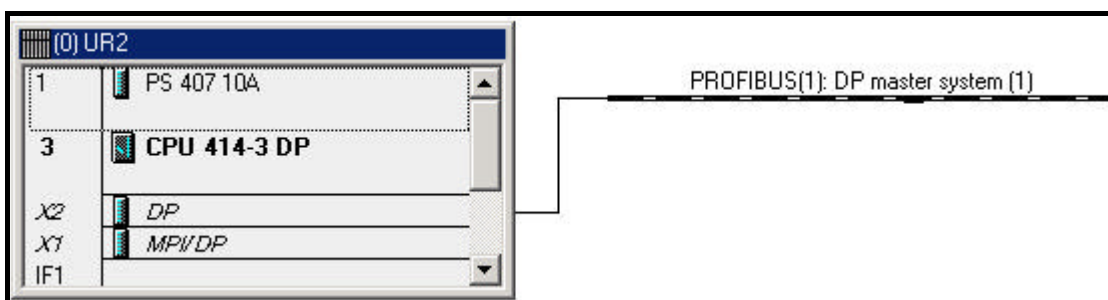 (0) UR2
1 PS 407 10A
3 CPU 414-3 DP
X2 DP
X1 MPI/DP
IF1
PROFIBUS(1): DP master system (1)